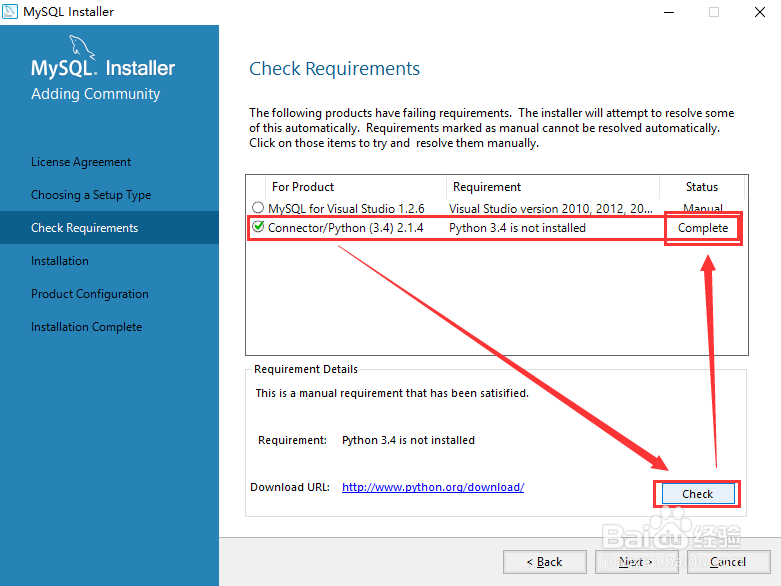 MySQL Installer
MySQL. Installer
Adding Community
License Agreement
Choosing a Setup Type
Check Requirements
Installation
Product Configuration
Installation Complete
Check Requirements
The following products have failing requirements. The installer will attempt to resolve some
of this automatically. Requirements marked as manual cannot be resolved automatically.
Click on those items to try and resolve them manually.
For Product Requirement Status
MySQL for Visual Studio 1.2.6 Visual Studio version 2010, 2012, 20... Manual
Connector/Python (3.4) 2.1.4 Python 3.4 is not installed Complete
Requirement Details
This is a manual requirement that has been satisified.
Requirement: Python 3.4 is not installed
Download URL: http://www.python.org/download/
Check
Baidu 经验
jingyan.baidu.com
< Back Next > Cancel